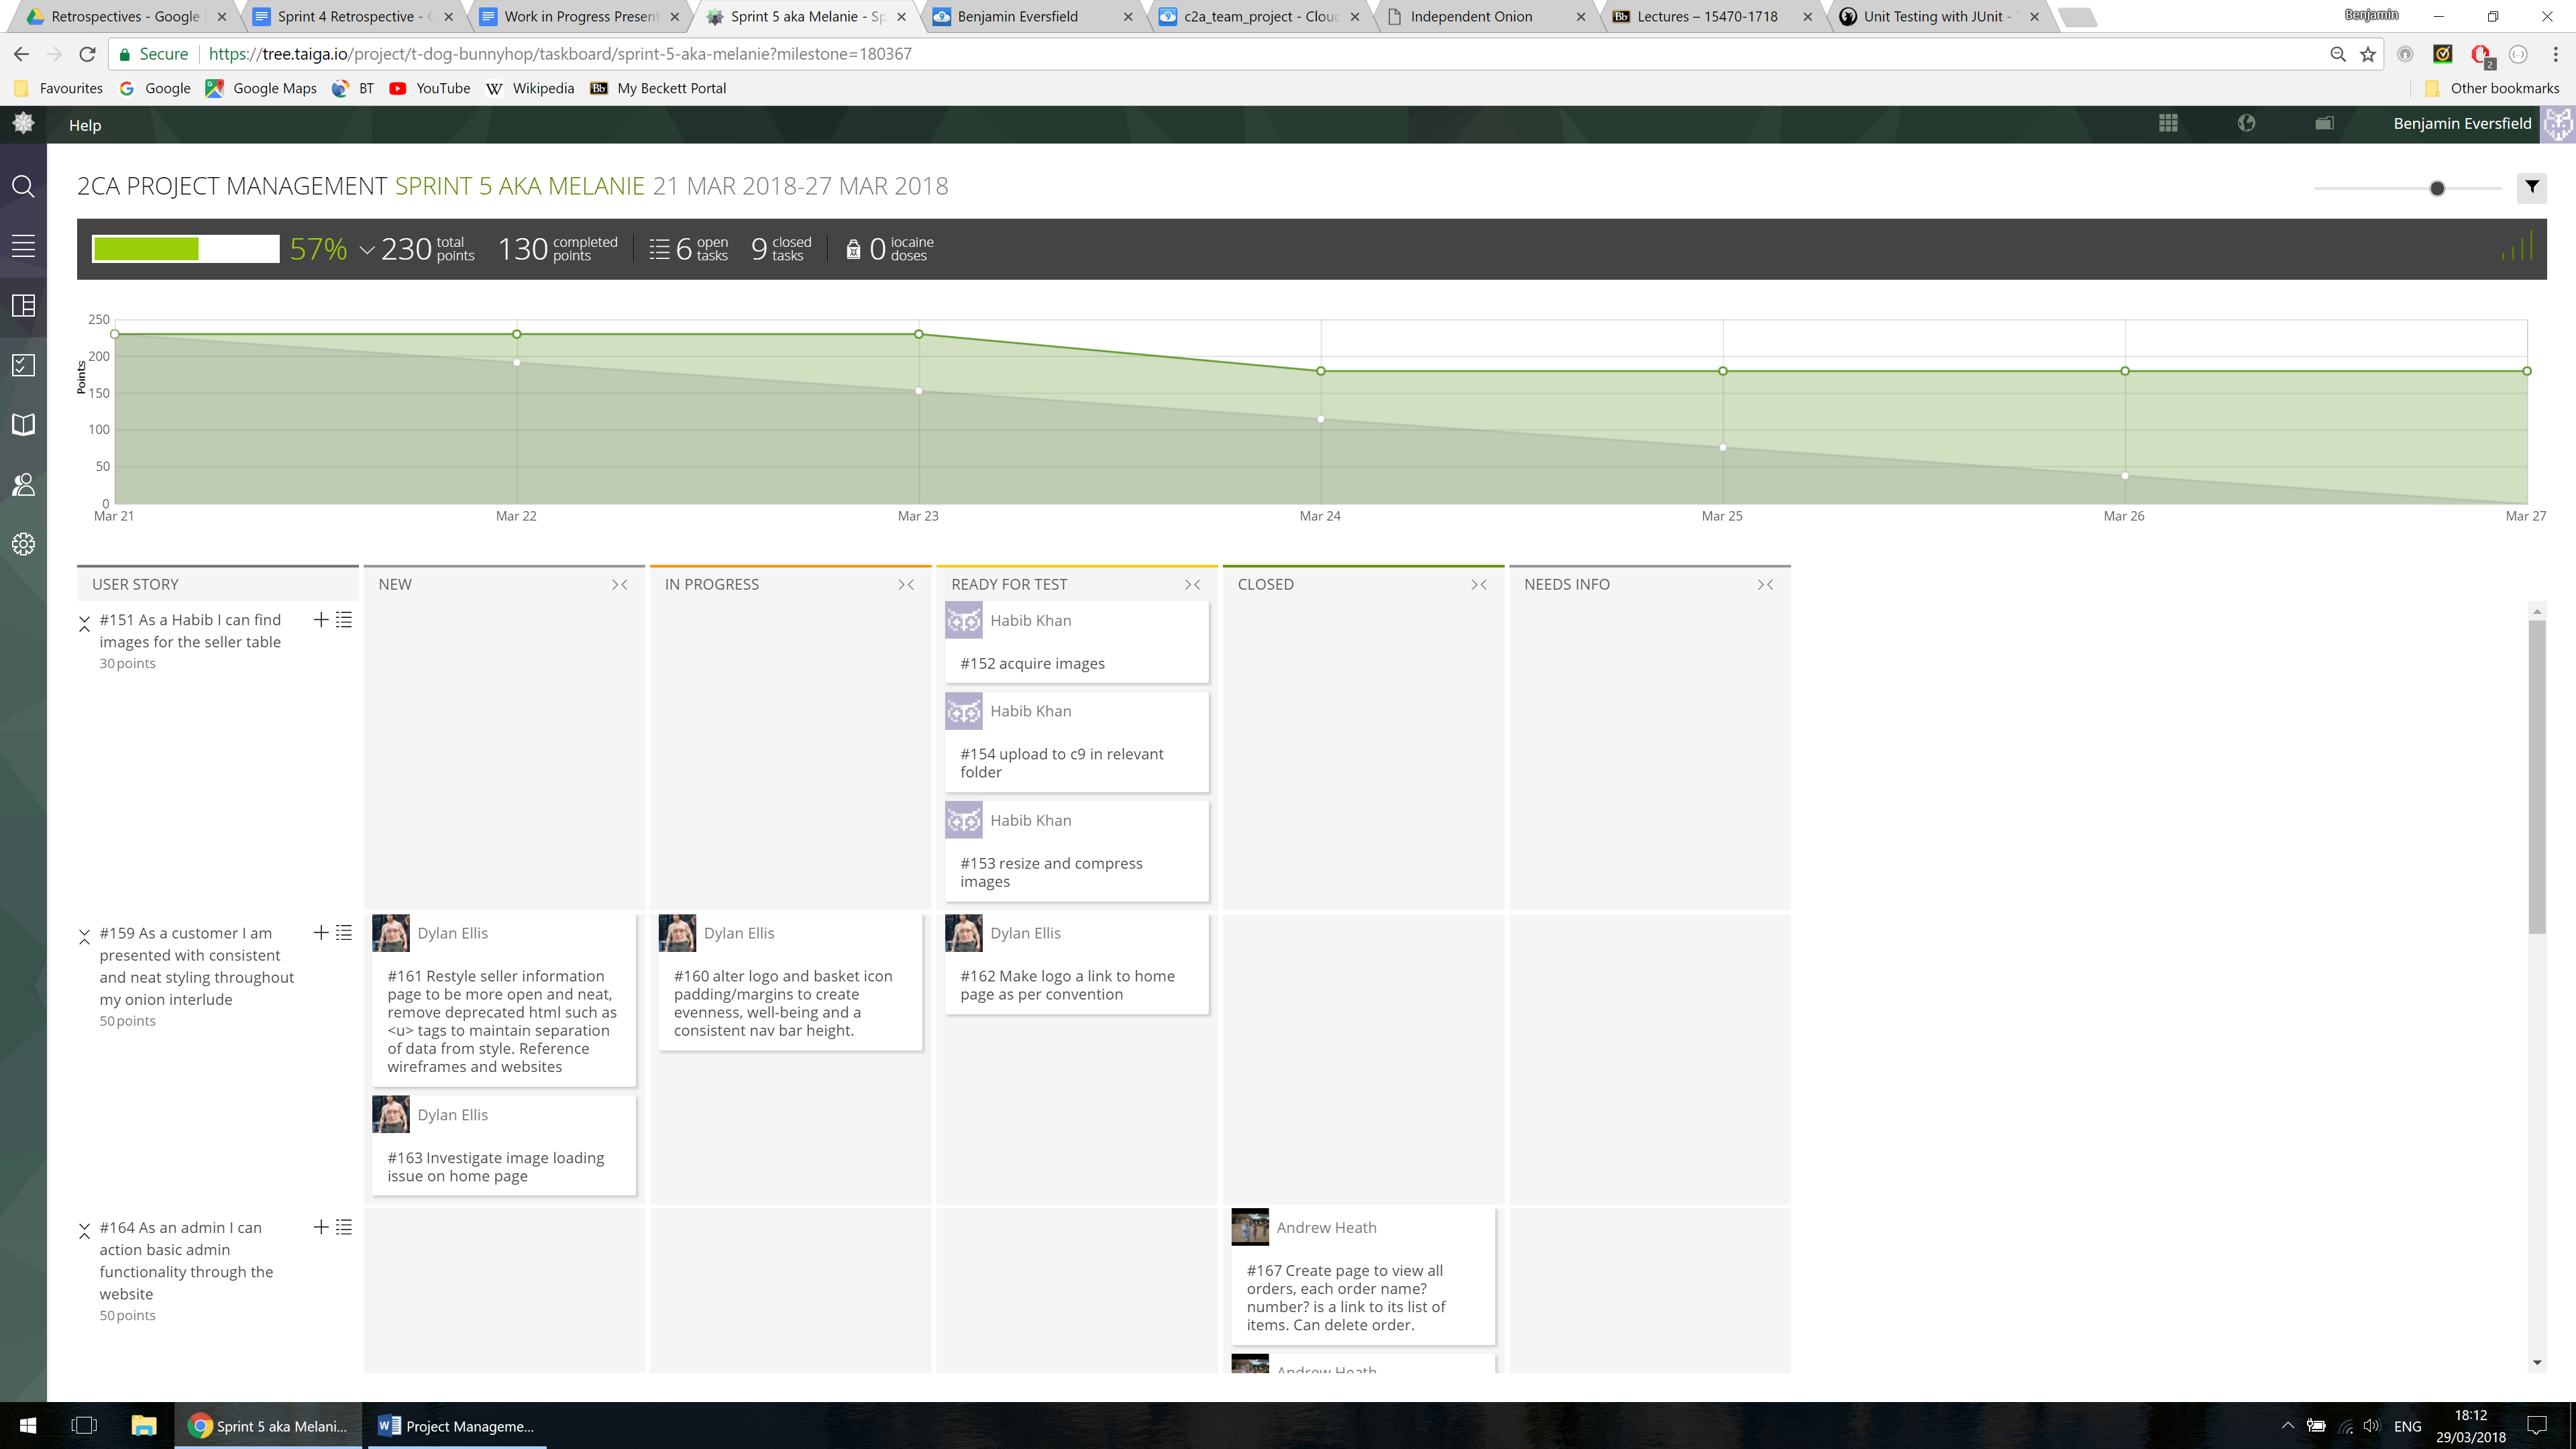 Retrospectives - Google
Sprint 4 Retrospective -
Work in Progress Present
Sprint 5 aka Melanie - Sp
Benjamin Eversfield
c2a_team_project - Clou
Independent Onion
Lectures – 15470-1718
Unit Testing with JUnit -
Benjamin
Secure
https://tree.taiga.io/project/t-dog-bunnyhop/taskboard/sprint-5-aka-melanie?milestone=180367
2
Favourites
Google
Google Maps
BT
YouTube
W Wikipedia
Bb My Beckett Portal
Other bookmarks
Help
Benjamin Eversfield
2CA PROJECT MANAGEMENT SPRINT 5 AKA MELANIE 21 MAR 2018-27 MAR 2018
57%
230 total points
130 completed points
6 open tasks
9 closed tasks
0 iocaine doses
Points
250
200
150
100
50
0
Mar 21
Mar 22
Mar 23
Mar 24
Mar 25
Mar 26
Mar 27
USER STORY
NEW
IN PROGRESS
READY FOR TEST
CLOSED
NEEDS INFO
#151 As a Habib I can find
images for the seller table
30 points
Habib Khan
#152 acquire images
Habib Khan
#154 upload to c9 in relevant
folder
Habib Khan
#153 resize and compress
images
#159 As a customer I am
presented with consistent
and neat styling throughout
my onion interlude
50 points
Dylan Ellis
#161 Restyle seller information
page to be more open and neat,
remove deprecated html such as
<u> tags to maintain separation
of data from style. Reference
wireframes and websites
Dylan Ellis
#163 Investigate image loading
issue on home page
Dylan Ellis
#160 alter logo and basket icon
padding/margins to create
evenness, well-being and a
consistent nav bar height.
Dylan Ellis
#162 Make logo a link to home
page as per convention
#164 As an admin I can
action basic admin
functionality through the
website
50 points
Andrew Heath
#167 Create page to view all
orders, each order name?
number? is a link to its list of
items. Can delete order.
Andrew Heath
Sprint 5 aka Melani...
Project Manageme...
ENG
18:12
29/03/2018